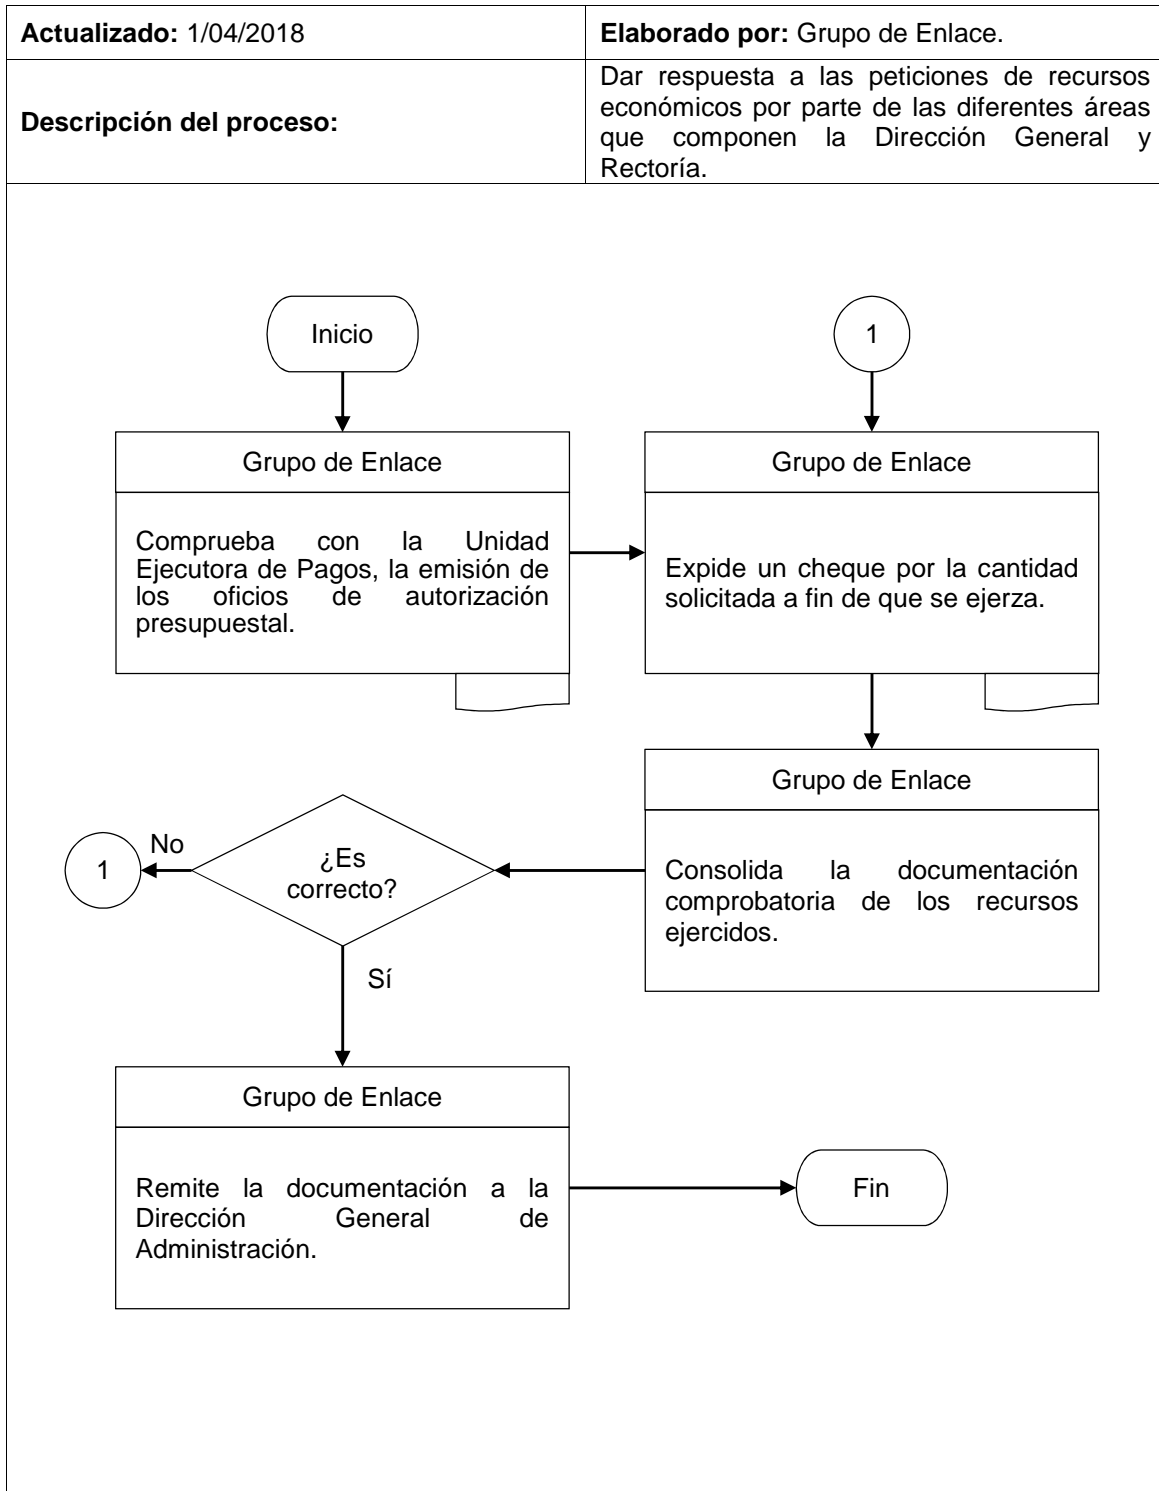 Actualizado: 1/04/2018
Elaborado por: Grupo de Enlace.
Descripción del proceso:
Dar respuesta a las peticiones de recursos
económicos por parte de las diferentes áreas
que componen la Dirección General y
Rectoría.
Inicio
1
Grupo de Enlace
Comprueba con la Unidad
Ejecutora de Pagos, la emisión de
los oficios de autorización
presupuestal.
Grupo de Enlace
Expide un cheque por la cantidad
solicitada a fin de que se ejerza.
Grupo de Enlace
Consolida la documentación
comprobatoria de los recursos
ejercidos.
¿Es
correcto?
No
1
Sí
Grupo de Enlace
Remite la documentación a la
Dirección General de
Administración.
Fin